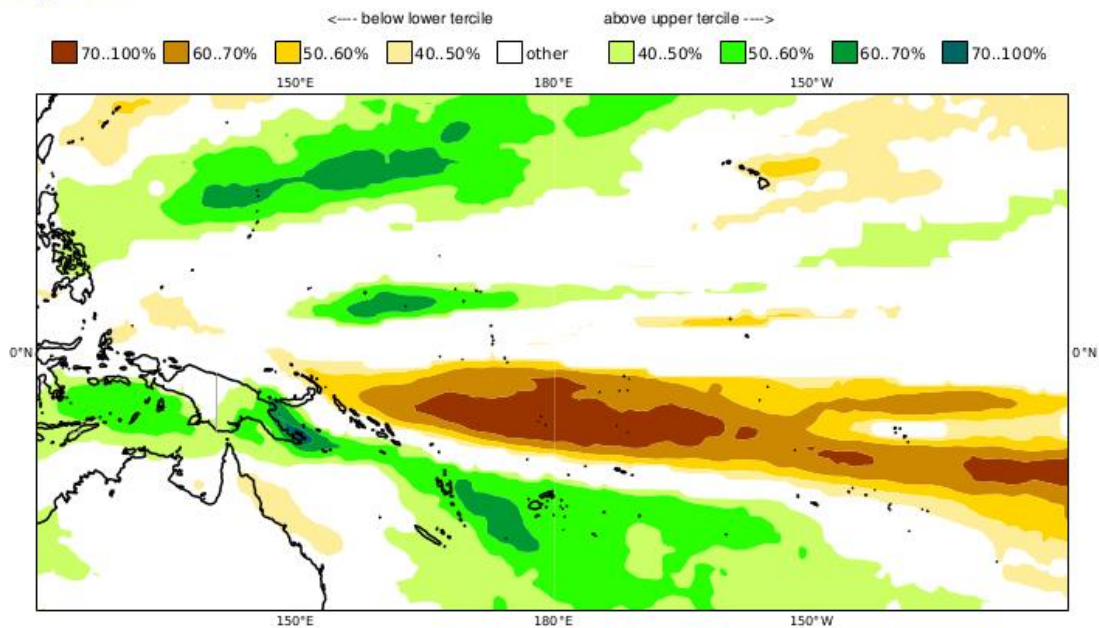 <---- below lower tercile above upper tercile ---->
70..100% 60..70% 50..60% 40..50% other 40..50% 50..60% 60..70% 70..100%
150°E 180°E 150°W
0°N 0°N
150°E 180°E 150°W